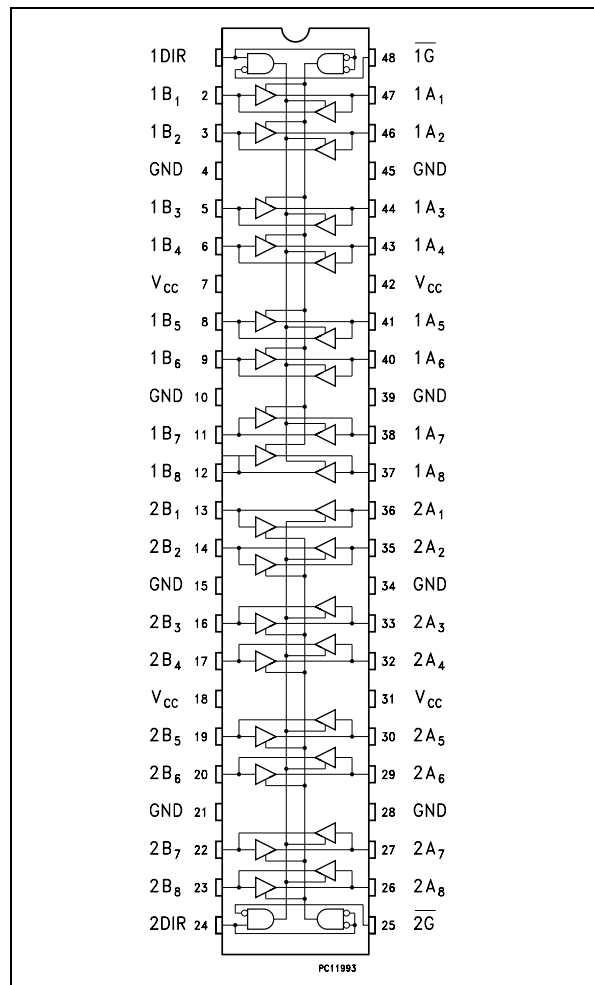 1DIR 48 1G̅
1B₁ 2 47 1A₁
1B₂ 3 46 1A₂
GND 4 45 GND
1B₃ 5 44 1A₃
1B₄ 6 43 1A₄
V_CC 7 42 V_CC
1B₅ 8 41 1A₅
1B₆ 9 40 1A₆
GND 10 39 GND
1B₇ 11 38 1A₇
1B₈ 12 37 1A₈
2B₁ 13 36 2A₁
2B₂ 14 35 2A₂
GND 15 34 GND
2B₃ 16 33 2A₃
2B₄ 17 32 2A₄
V_CC 18 31 V_CC
2B₅ 19 30 2A₅
2B₆ 20 29 2A₆
GND 21 28 GND
2B₇ 22 27 2A₇
2B₈ 23 26 2A₈
2DIR 24 25 2G̅
PC11993